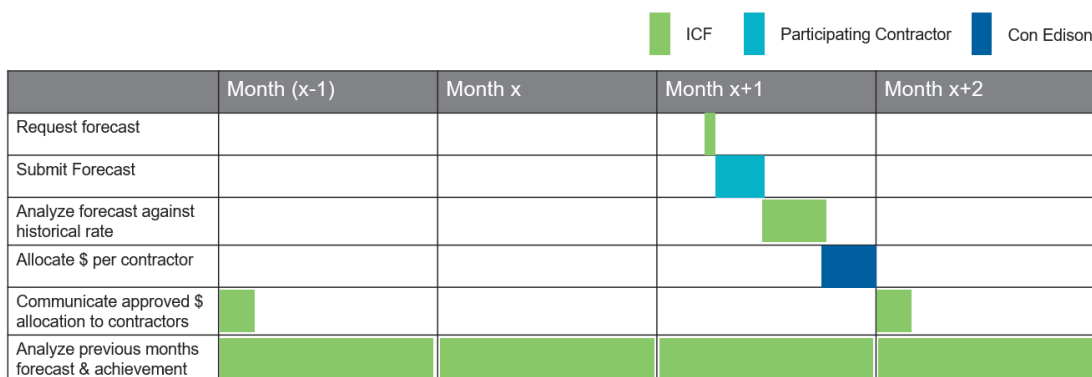 ICF Participating Contractor Con Edison
Month (x-1) Month x Month x+1 Month x+2
Request forecast
Submit Forecast
Analyze forecast against
historical rate
Allocate $ per contractor
Communicate approved $
allocation to contractors
Analyze previous months
forecast & achievement